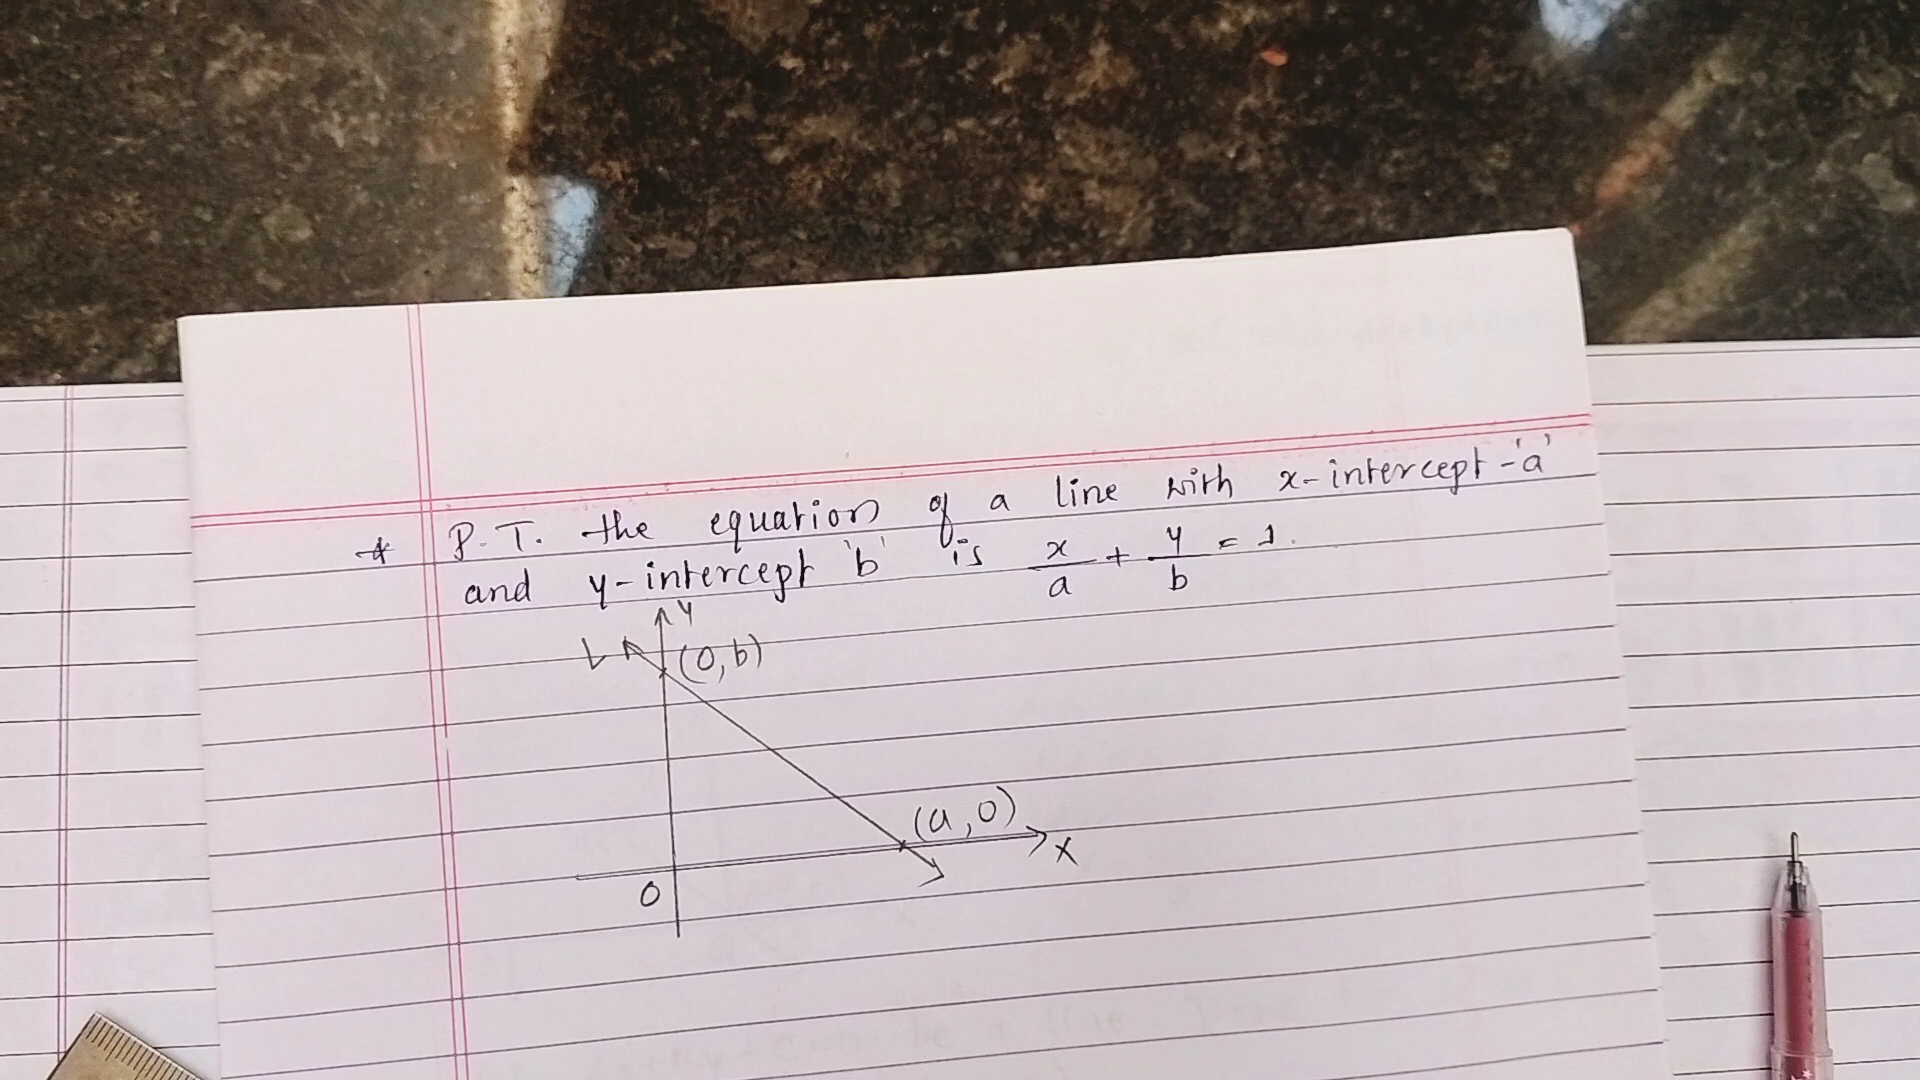 * P.T. the equation of a line with x-intercept -'a'
and y-intercept 'b' is x/a + y/b = 1.
Y
L (0,b)
(a,0)
X
O